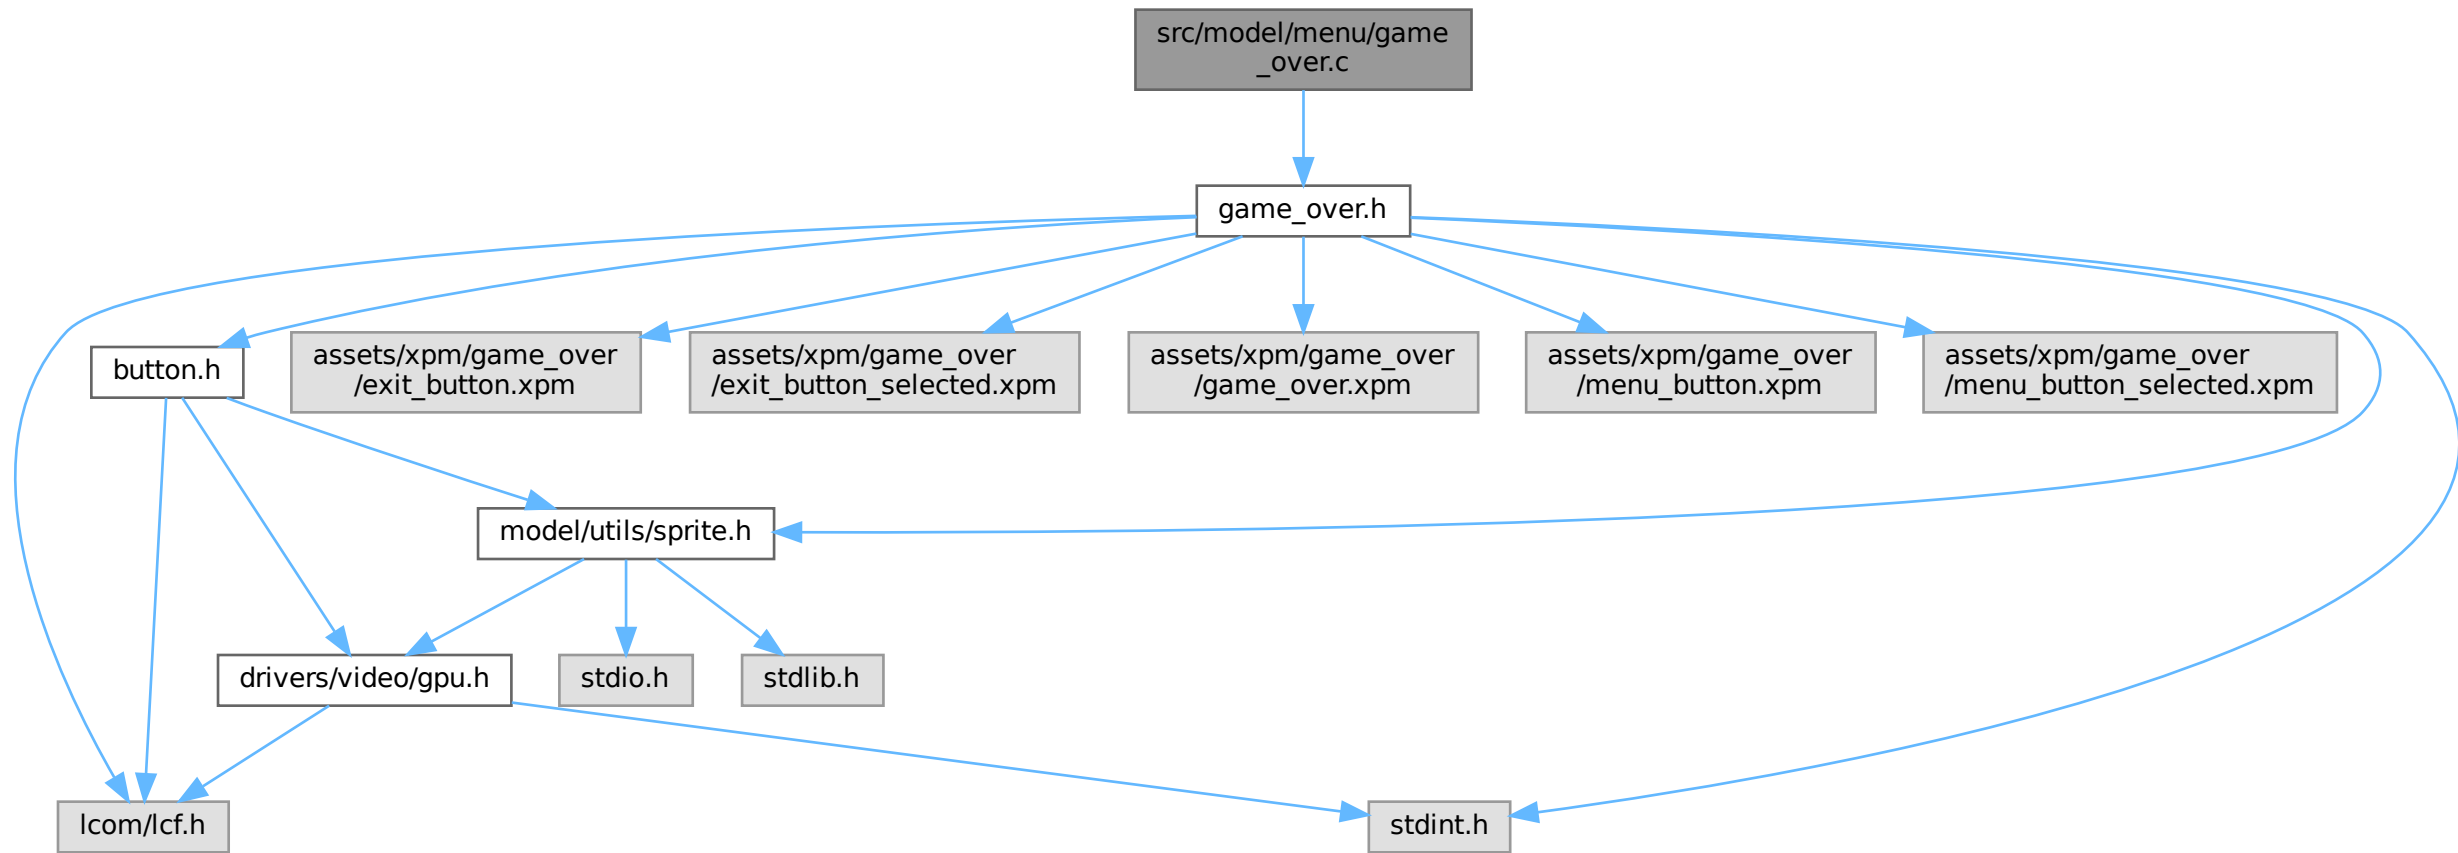 src/model/menu/game
_over.c
game_over.h
button.h
assets/xpm/game_over
/exit_button.xpm
assets/xpm/game_over
/exit_button_selected.xpm
assets/xpm/game_over
/game_over.xpm
assets/xpm/game_over
/menu_button.xpm
assets/xpm/game_over
/menu_button_selected.xpm
model/utils/sprite.h
drivers/video/gpu.h
stdio.h
stdlib.h
lcom/lcf.h
stdint.h